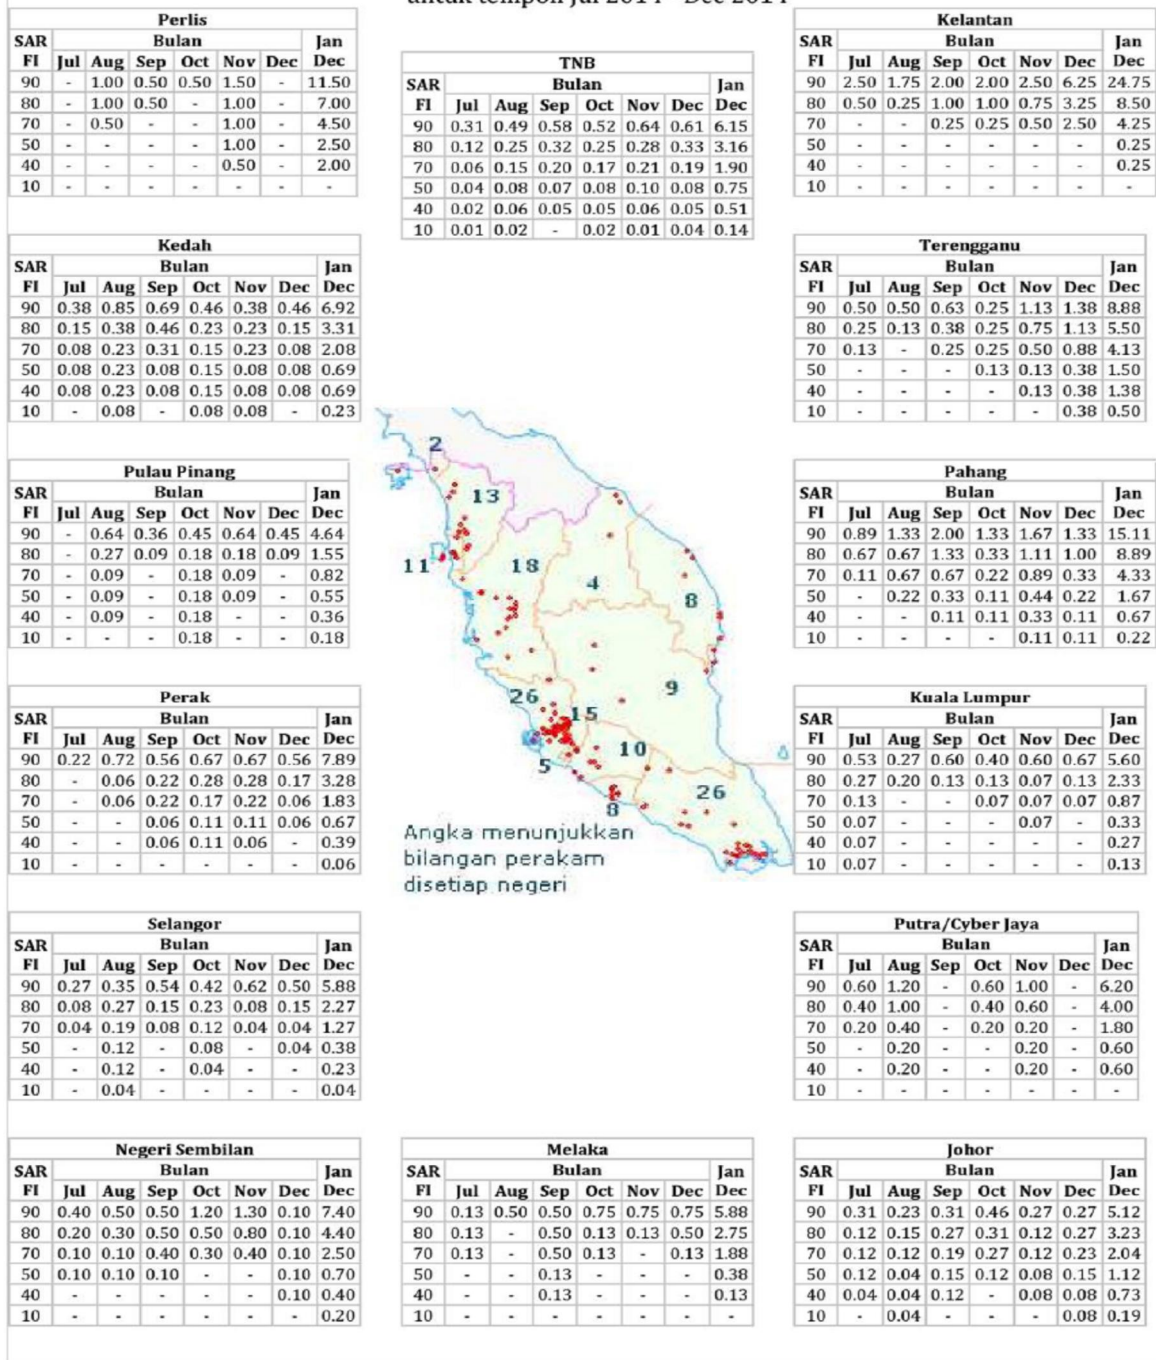 untuk tempoh Jul 2014 - Dec 2014
Perlis
SAR Bulan Jan
FI Jul Aug Sep Oct Nov Dec Dec
90 - 1.00 0.50 0.50 1.50 - 11.50
80 - 1.00 0.50 - 1.00 - 7.00
70 - 0.50 - - 1.00 - 4.50
50 - - - - 1.00 - 2.50
40 - - - - 0.50 - 2.00
10 - - - - - - -
TNB
SAR Bulan Jan
FI Jul Aug Sep Oct Nov Dec Dec
90 0.31 0.49 0.58 0.52 0.64 0.61 6.15
80 0.12 0.25 0.32 0.25 0.28 0.33 3.16
70 0.06 0.15 0.20 0.17 0.21 0.19 1.90
50 0.04 0.08 0.07 0.08 0.10 0.08 0.75
40 0.02 0.06 0.05 0.05 0.06 0.05 0.51
10 0.01 0.02 - 0.02 0.01 0.04 0.14
Kelantan
SAR Bulan Jan
FI Jul Aug Sep Oct Nov Dec Dec
90 2.50 1.75 2.00 2.00 2.50 6.25 24.75
80 0.50 0.25 1.00 1.00 0.75 3.25 8.50
70 - - 0.25 0.25 0.50 2.50 4.25
50 - - - - - - 0.25
40 - - - - - - 0.25
10 - - - - - - -
Kedah
SAR Bulan Jan
FI Jul Aug Sep Oct Nov Dec Dec
90 0.38 0.85 0.69 0.46 0.38 0.46 6.92
80 0.15 0.38 0.46 0.23 0.23 0.15 3.31
70 0.08 0.23 0.31 0.15 0.23 0.08 2.08
50 0.08 0.23 0.08 0.15 0.08 0.08 0.69
40 0.08 0.23 0.08 0.15 0.08 0.08 0.69
10 - 0.08 - 0.08 0.08 - 0.23
Terengganu
SAR Bulan Jan
FI Jul Aug Sep Oct Nov Dec Dec
90 0.50 0.50 0.63 0.25 1.13 1.38 8.88
80 0.25 0.13 0.38 0.25 0.75 1.13 5.50
70 0.13 - 0.25 0.25 0.50 0.88 4.13
50 - - - 0.13 0.13 0.38 1.50
40 - - - - 0.13 0.38 1.38
10 - - - - - 0.38 0.50
Pulau Pinang
SAR Bulan Jan
FI Jul Aug Sep Oct Nov Dec Dec
90 - 0.64 0.36 0.45 0.64 0.45 4.64
80 - 0.27 0.09 0.18 0.18 0.09 1.55
70 - 0.09 - 0.18 0.09 - 0.82
50 - 0.09 - 0.18 0.09 - 0.55
40 - 0.09 - 0.18 - - 0.36
10 - - - 0.18 - - 0.18
2
13
11
18
4
8
9
26
15
10
5
8
26
Angka menunjukkan
bilangan perakam
disetiap negeri
Pahang
SAR Bulan Jan
FI Jul Aug Sep Oct Nov Dec Dec
90 0.89 1.33 2.00 1.33 1.67 1.33 15.11
80 0.67 0.67 1.33 0.33 1.11 1.00 8.89
70 0.11 0.67 0.67 0.22 0.89 0.33 4.33
50 - 0.22 0.33 0.11 0.44 0.22 1.67
40 - - 0.11 0.11 0.33 0.11 0.67
10 - - - - 0.11 0.11 0.22
Perak
SAR Bulan Jan
FI Jul Aug Sep Oct Nov Dec Dec
90 0.22 0.72 0.56 0.67 0.67 0.56 7.89
80 - 0.06 0.22 0.28 0.28 0.17 3.28
70 - 0.06 0.22 0.17 0.22 0.06 1.83
50 - - 0.06 0.11 0.11 0.06 0.67
40 - - 0.06 0.11 0.06 - 0.39
10 - - - - - - 0.06
Kuala Lumpur
SAR Bulan Jan
FI Jul Aug Sep Oct Nov Dec Dec
90 0.53 0.27 0.60 0.40 0.60 0.67 5.60
80 0.27 0.20 0.13 0.13 0.07 0.13 2.33
70 0.13 - - 0.07 0.07 0.07 0.87
50 0.07 - - - 0.07 - 0.33
40 0.07 - - - - - 0.27
10 0.07 - - - - - 0.13
Selangor
SAR Bulan Jan
FI Jul Aug Sep Oct Nov Dec Dec
90 0.27 0.35 0.54 0.42 0.62 0.50 5.88
80 0.08 0.27 0.15 0.23 0.08 0.15 2.27
70 0.04 0.19 0.08 0.12 0.04 0.04 1.27
50 - 0.12 - 0.08 - 0.04 0.38
40 - 0.12 - 0.04 - - 0.23
10 - 0.04 - - - - 0.04
Putra/Cyber Jaya
SAR Bulan Jan
FI Jul Aug Sep Oct Nov Dec Dec
90 0.60 1.20 - 0.60 1.00 - 6.20
80 0.40 1.00 - 0.40 0.60 - 4.00
70 0.20 0.40 - 0.20 0.20 - 1.80
50 - 0.20 - - 0.20 - 0.60
40 - 0.20 - - 0.20 - 0.60
10 - - - - - - -
Negeri Sembilan
SAR Bulan Jan
FI Jul Aug Sep Oct Nov Dec Dec
90 0.40 0.50 0.50 1.20 1.30 0.10 7.40
80 0.20 0.30 0.50 0.50 0.80 0.10 4.40
70 0.10 0.10 0.40 0.30 0.40 0.10 2.50
50 0.10 0.10 0.10 - - 0.10 0.70
40 - - - - - 0.10 0.40
10 - - - - - - 0.20
Melaka
SAR Bulan Jan
FI Jul Aug Sep Oct Nov Dec Dec
90 0.13 0.50 0.50 0.75 0.75 0.75 5.88
80 0.13 - 0.50 0.13 0.13 0.50 2.75
70 0.13 - 0.50 0.13 - 0.13 1.88
50 - - 0.13 - - - 0.38
40 - - 0.13 - - - 0.13
10 - - - - - - -
Johor
SAR Bulan Jan
FI Jul Aug Sep Oct Nov Dec Dec
90 0.31 0.23 0.31 0.46 0.27 0.27 5.12
80 0.12 0.15 0.27 0.31 0.12 0.27 3.23
70 0.12 0.12 0.19 0.27 0.12 0.23 2.04
50 0.12 0.04 0.15 0.12 0.08 0.15 1.12
40 0.04 0.04 0.12 - 0.08 0.08 0.73
10 - 0.04 - - - 0.08 0.19